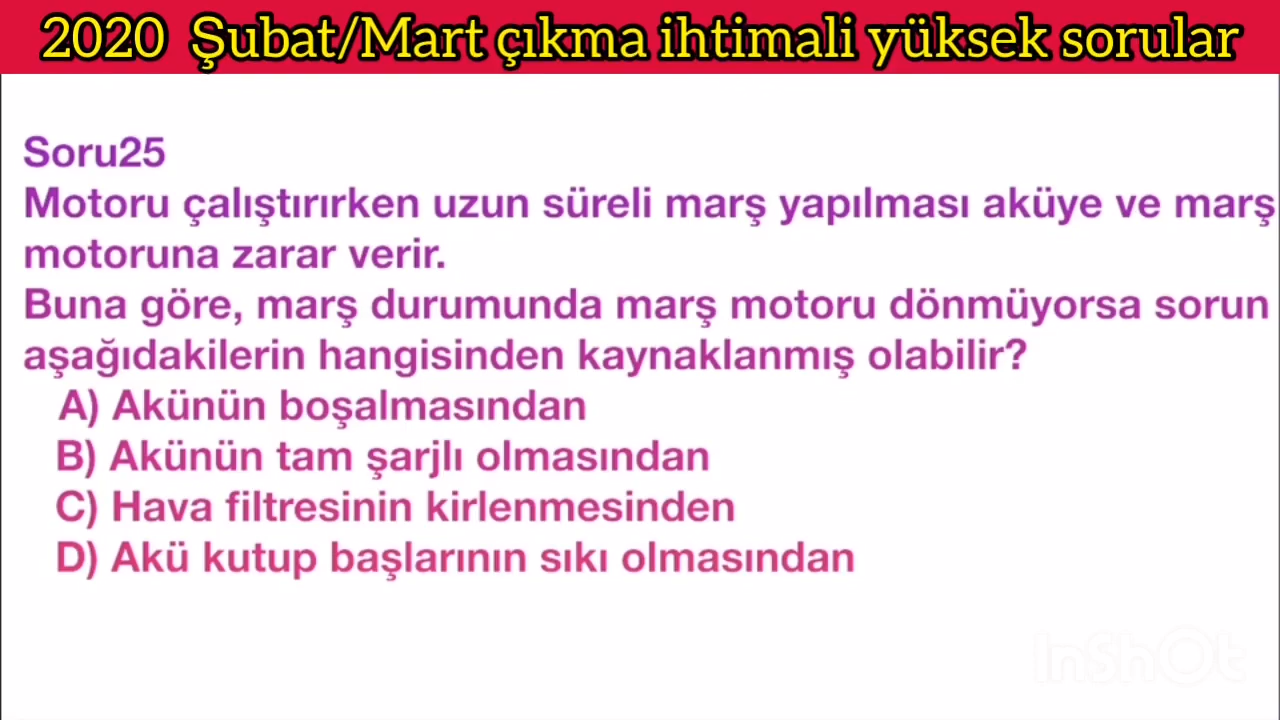 2020 Şubat/Mart çıkma ihtimali yüksek sorular
Soru25
Motoru çalıştırırken uzun süreli marş yapılması aküye ve marş
motoruna zarar verir.
Buna göre, marş durumunda marş motoru dönmüyorsa sorun
aşağıdakilerin hangisinden kaynaklanmış olabilir?
A) Akünün boşalmasından
B) Akünün tam şarjlı olmasından
C) Hava filtresinin kirlenmesinden
D) Akü kutup başlarının sıkı olmasından
InShOt